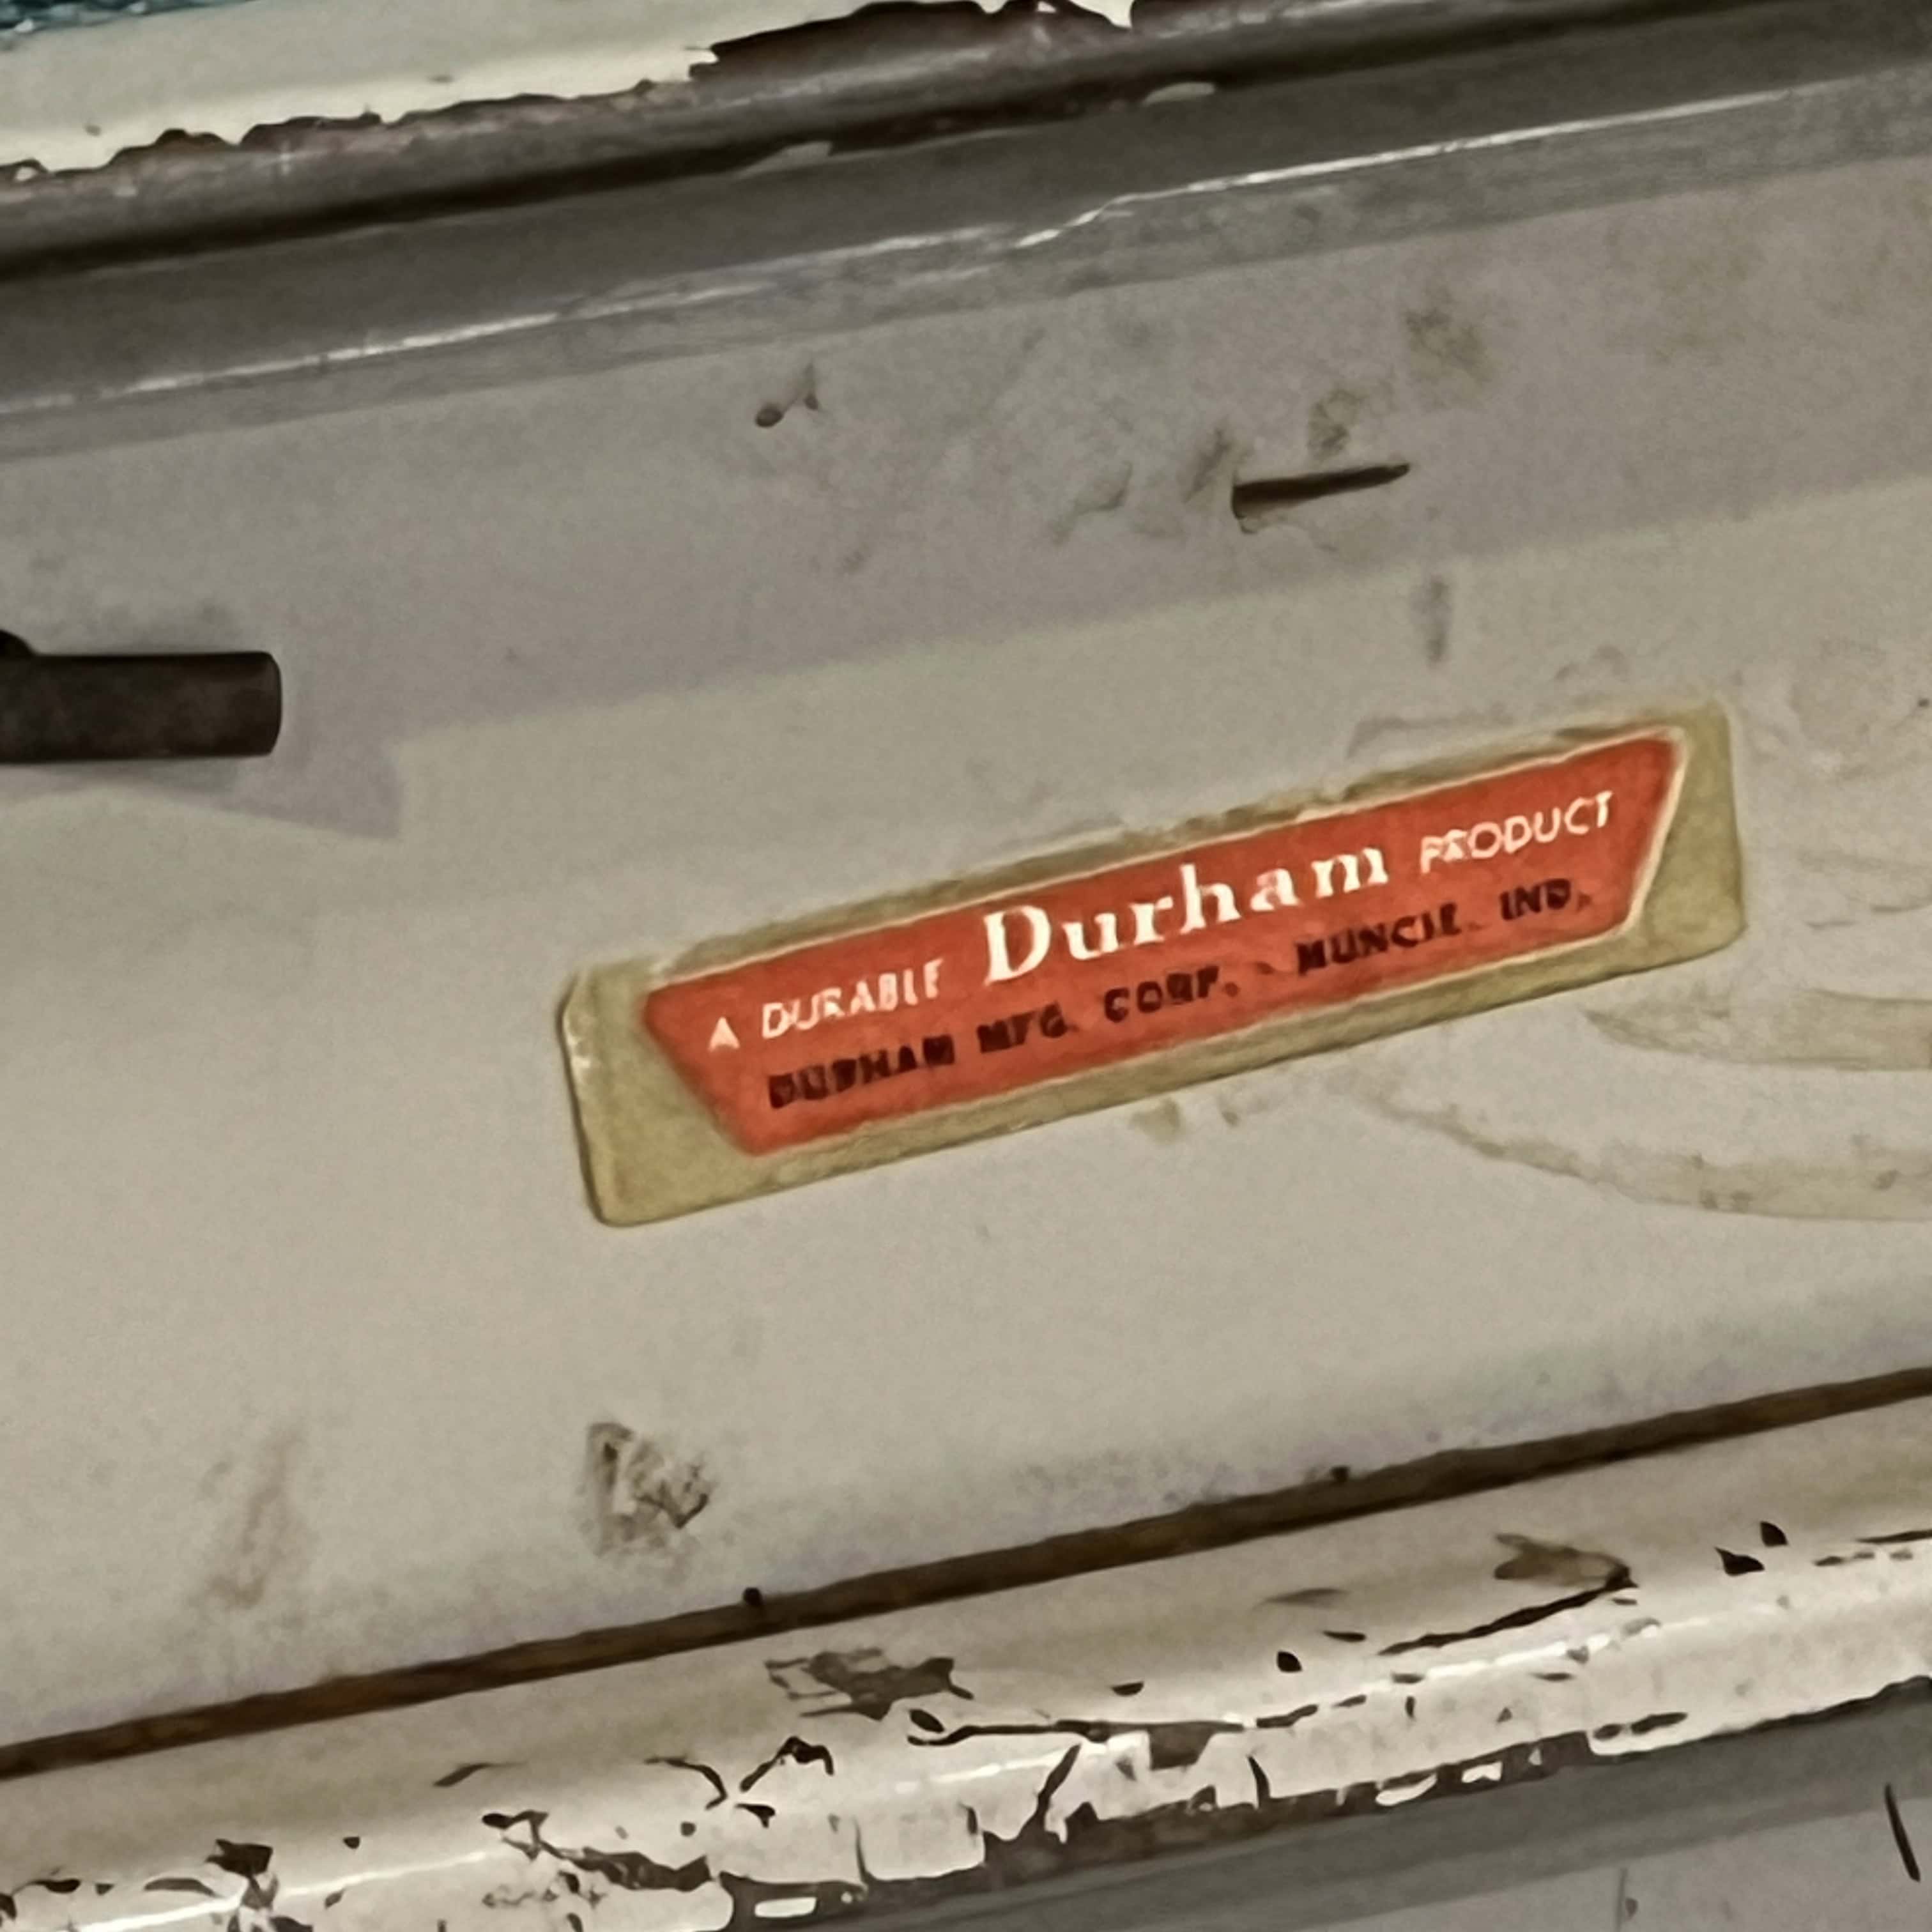 A DURABLE Durham PRODUCT
DURHAM MFG. CORP. - MUNCIE, IND.